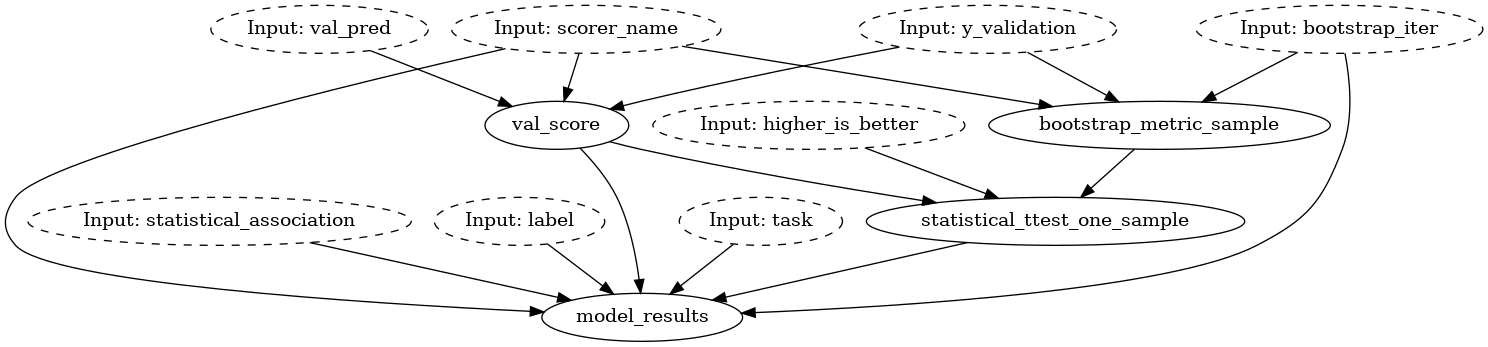 Input: val_pred
Input: scorer_name
Input: y_validation
Input: bootstrap_iter
val_score
Input: higher_is_better
bootstrap_metric_sample
Input: statistical_association
Input: label
Input: task
statistical_ttest_one_sample
model_results